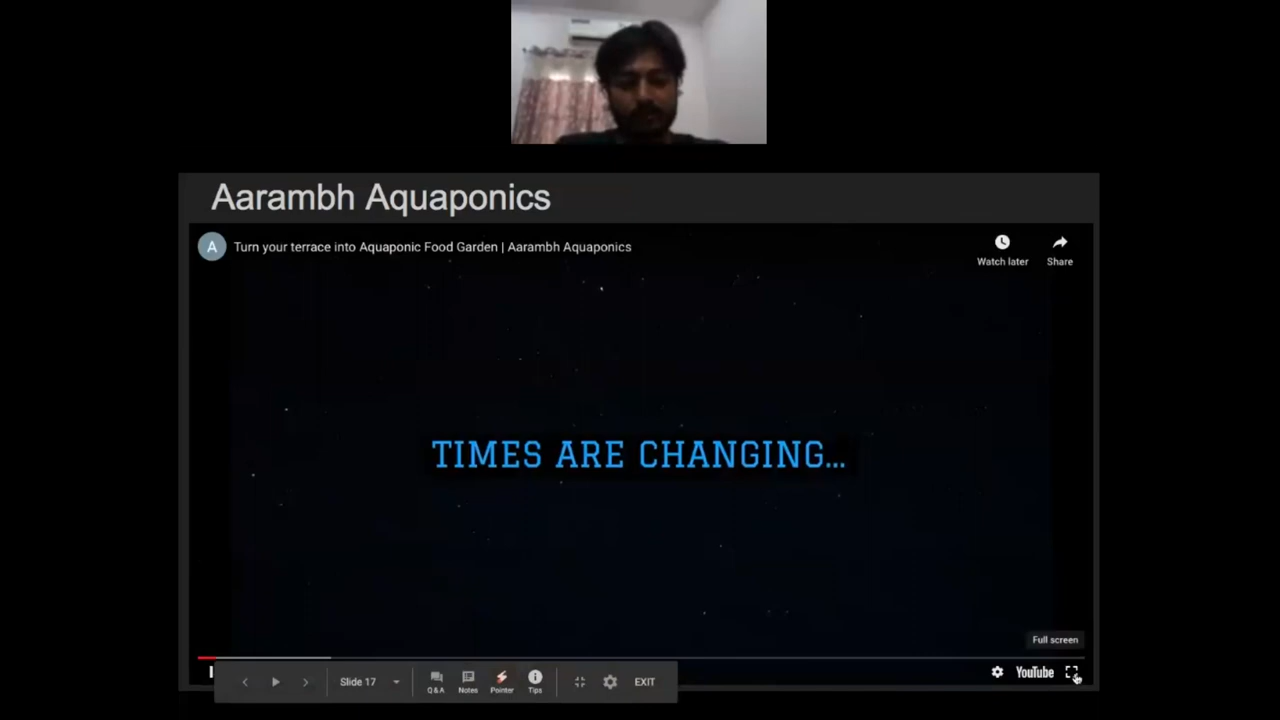 Aarambh Aquaponics
A
Turn your terrace into Aquaponic Food Garden | Aarambh Aquaponics
Watch later
Share
TIMES ARE CHANGING...
Full screen
YouTube
Slide 17
Q&A
Notes
Pointer
Tips
EXIT